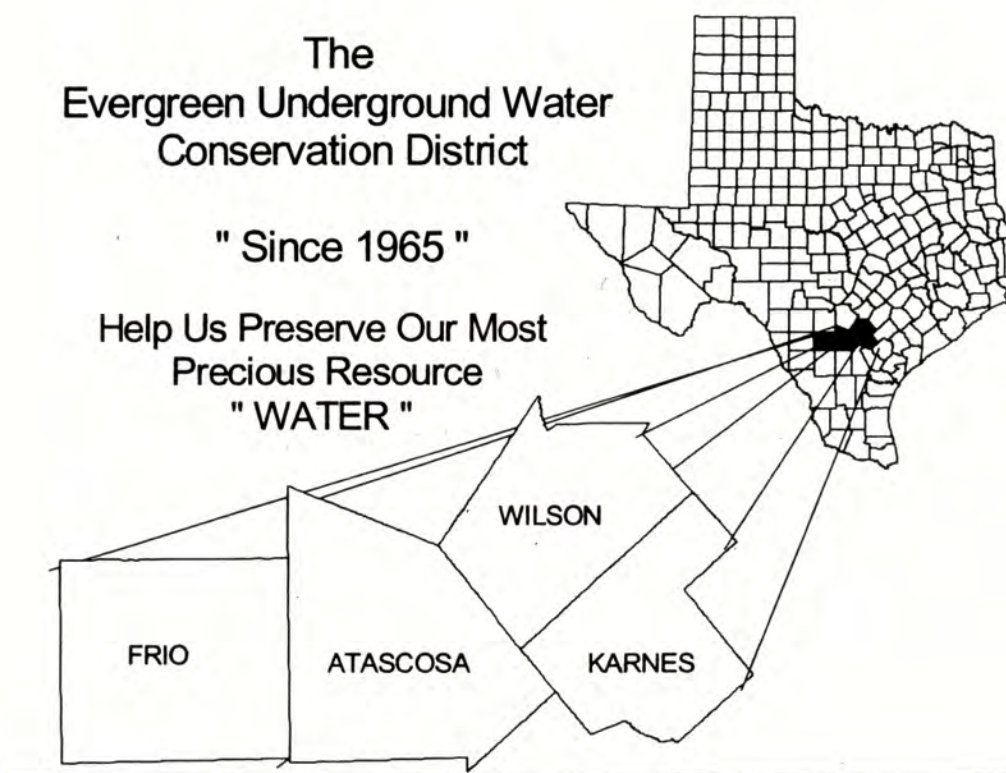 The
Evergreen Underground Water
Conservation District
" Since 1965 "
Help Us Preserve Our Most
Precious Resource
" WATER "
WILSON
FRIO
ATASCOSA
KARNES